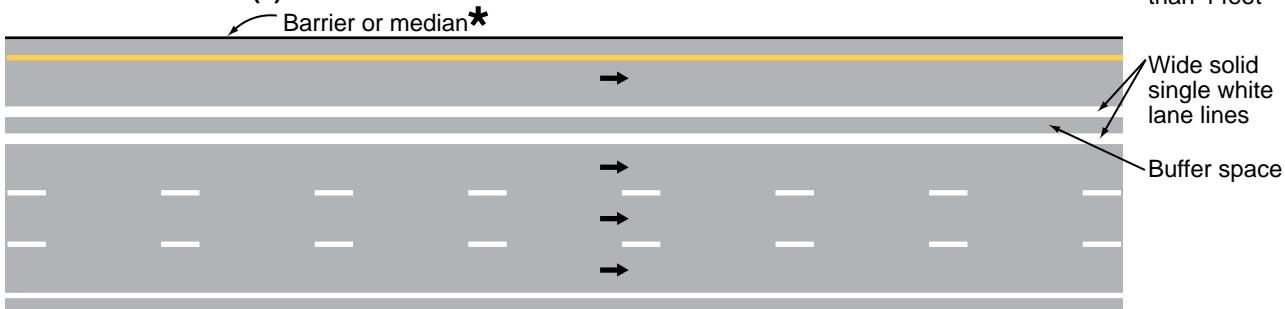 Barrier or median*
Wide solid
single white
lane lines
Buffer space